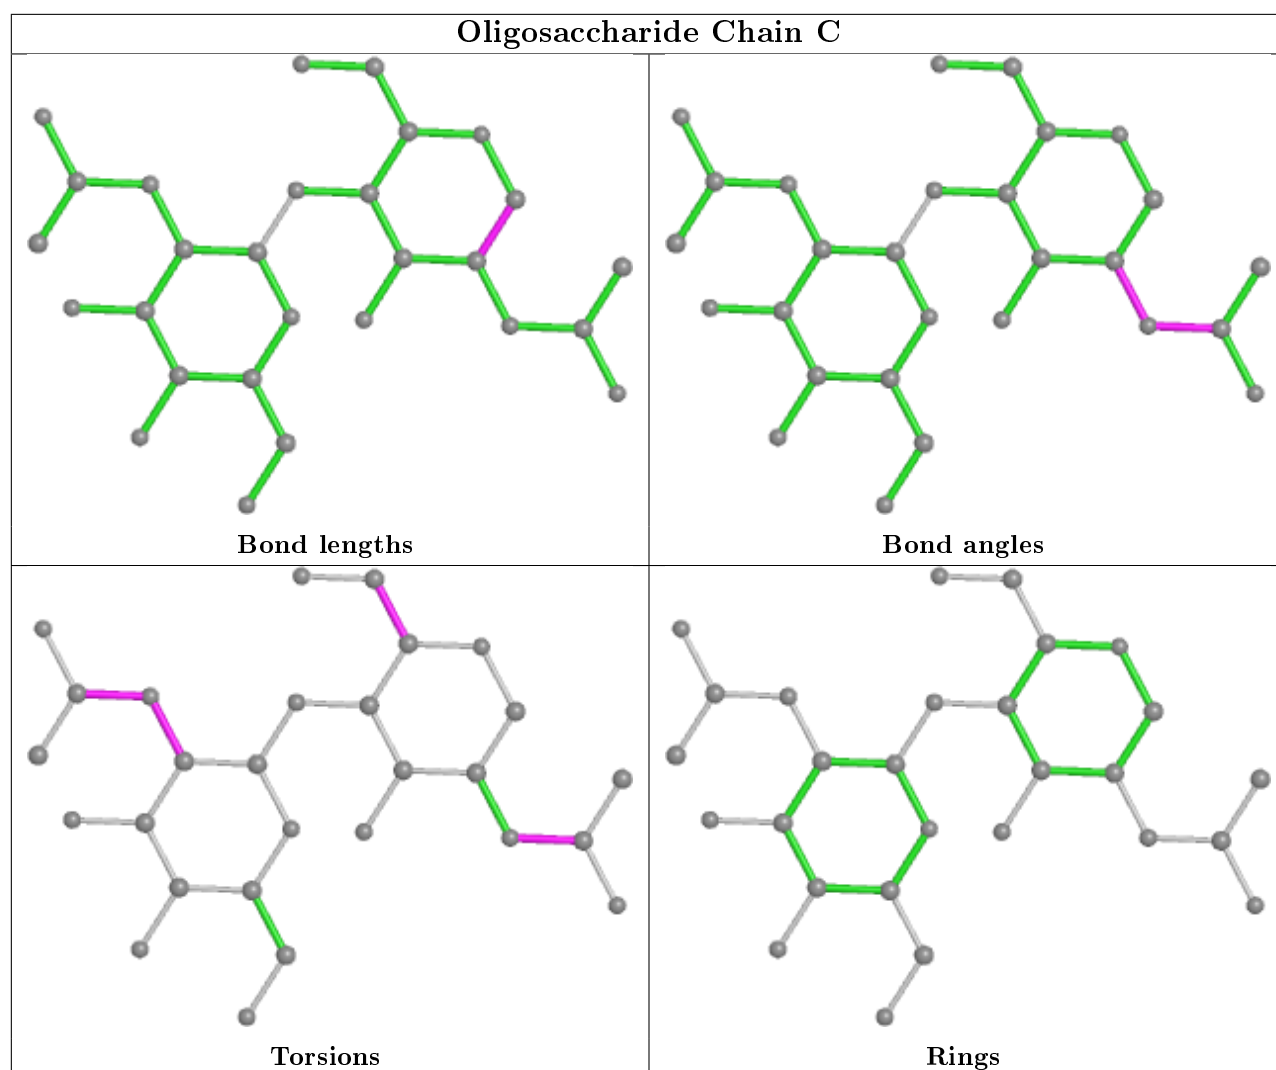 Oligosaccharide Chain C
Bond lengths
Bond angles
Torsions
Rings